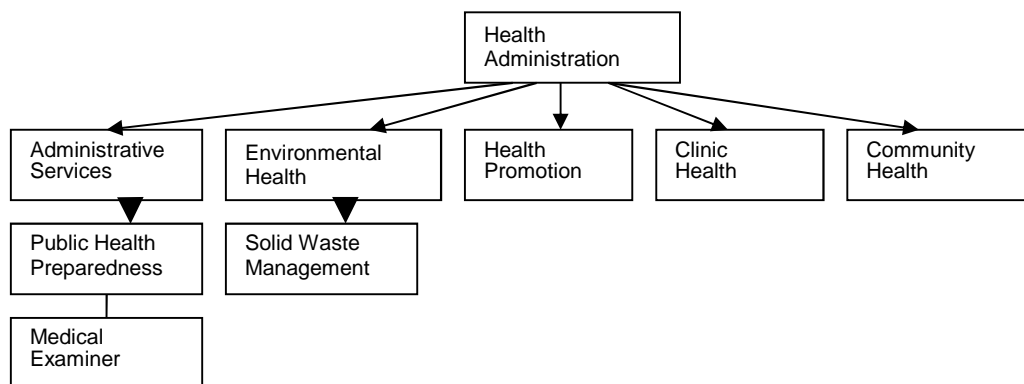 Health
Administration
Administrative
Services
Environmental
Health
Health
Promotion
Clinic
Health
Community
Health
Public Health
Preparedness
Solid Waste
Management
Medical
Examiner